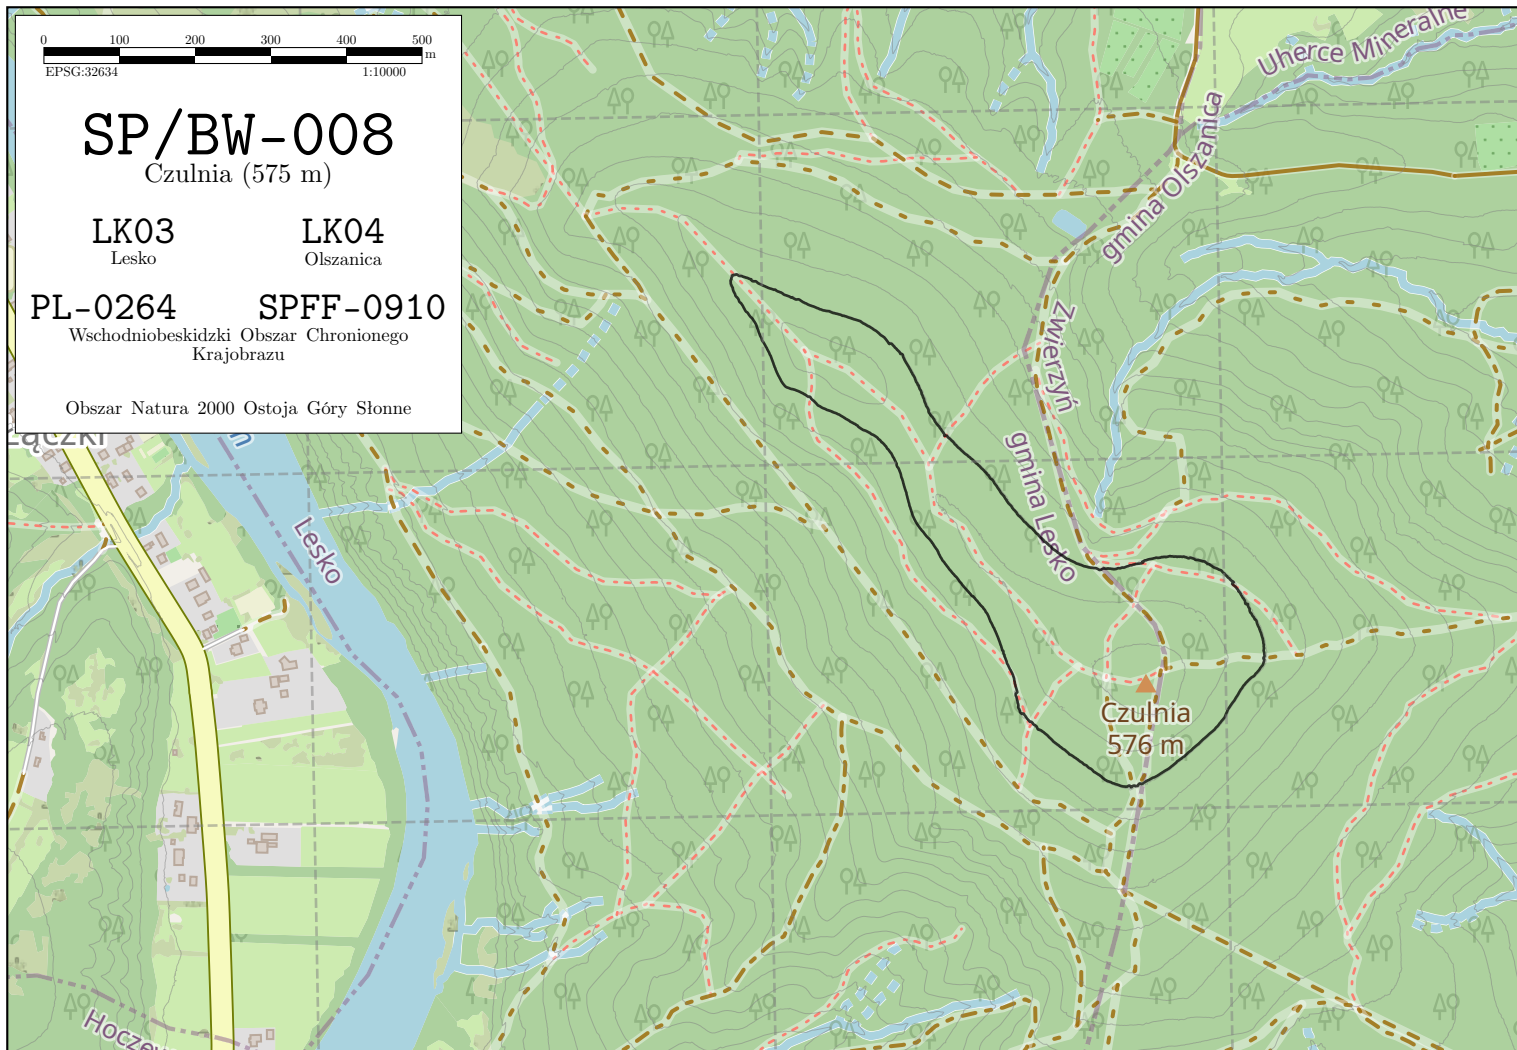 0 100 200 300 400 500
m
EPSG:32634 1:10000
SP/BW-008
Czulnia (575 m)
LK03 LK04
Lesko Olszanica
PL-0264 SPFF-0910
Wschodniobeskidzki Obszar Chronionego
Krajobrazu
Obszar Natura 2000 Ostoja Góry Słonne
Uherce Mineralne
gmina Olszanica
Zwierzyń
gmina Lesko
Lesko
Czulnia
576 m